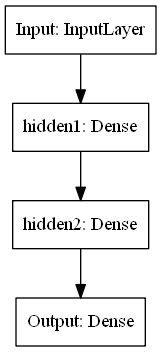 Input: InputLayer
hidden1: Dense
hidden2: Dense
Output: Dense